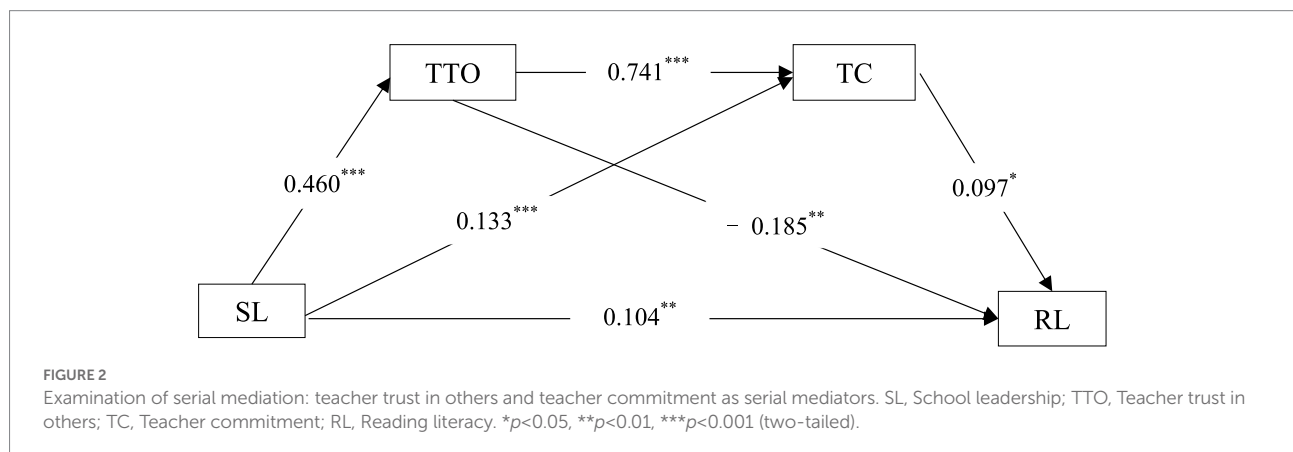 TTO
0.741***
TC
0.460***
0.133***
– 0.185**
0.097*
SL
0.104**
RL
FIGURE 2
Examination of serial mediation: teacher trust in others and teacher commitment as serial mediators. SL, School leadership; TTO, Teacher trust in
others; TC, Teacher commitment; RL, Reading literacy. *p<0.05, **p<0.01, ***p<0.001 (two-tailed).